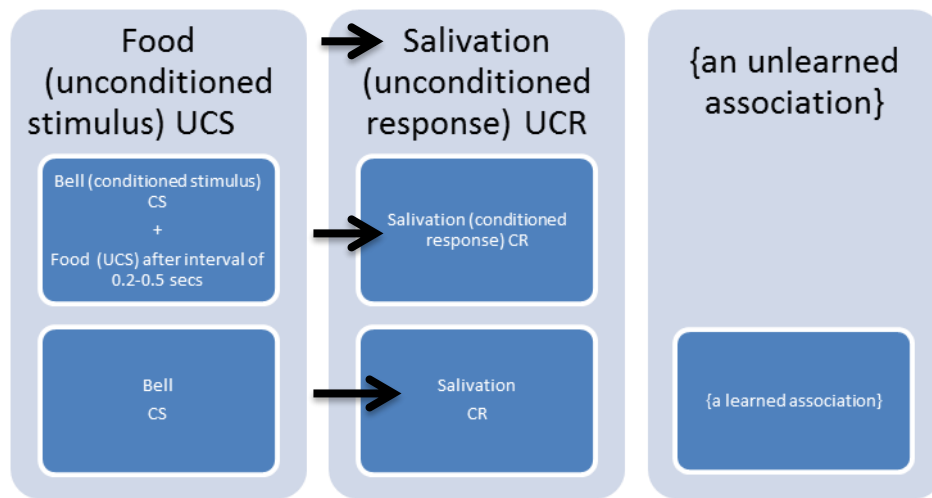 Food
(unconditioned
stimulus) UCS
Salivation
(unconditioned
response) UCR
{an unlearned
association}
Bell (conditioned stimulus)
CS
+
Food (UCS) after interval of
0.2-0.5 secs
Salivation (conditioned
response) CR
Bell
CS
Salivation
CR
{a learned association}